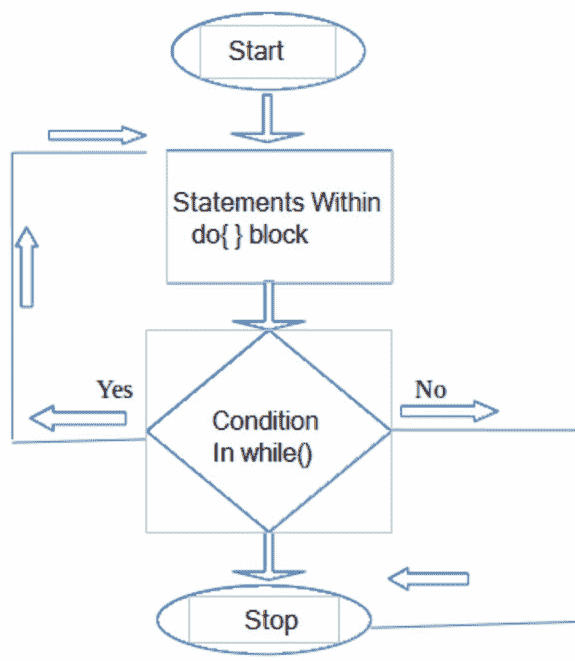 Start
Statements Within
do{ } block
Yes
No
Condition
In while()
Stop